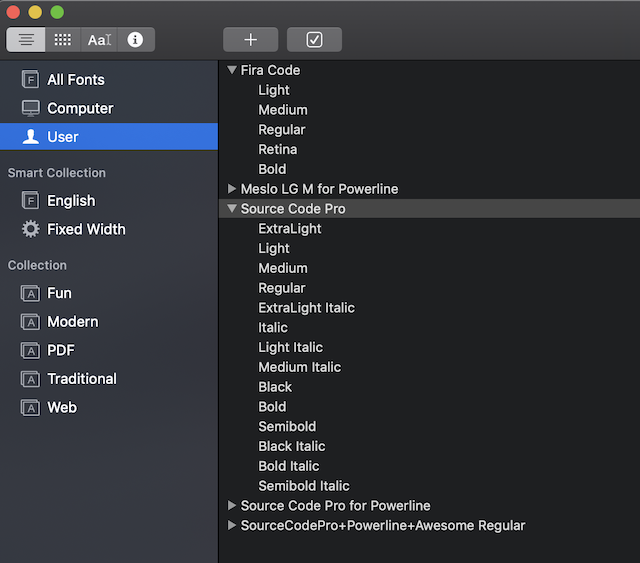 Aa
+
All Fonts
Computer
User
Smart Collection
English
Fixed Width
Collection
Fun
Modern
PDF
Traditional
Web
Fira Code
Light
Medium
Regular
Retina
Bold
Meslo LG M for Powerline
Source Code Pro
ExtraLight
Light
Medium
Regular
ExtraLight Italic
Italic
Light Italic
Medium Italic
Black
Bold
Semibold
Black Italic
Bold Italic
Semibold Italic
Source Code Pro for Powerline
SourceCodePro+Powerline+Awesome Regular